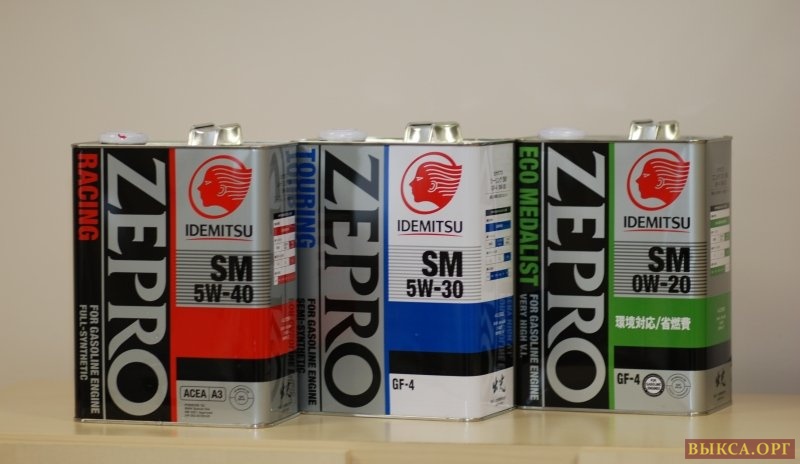 RACING
ZEPRO
FOR GASOLINE ENGINE
FULL-SYNTHETIC
IDEMITSU
SM
5W-40
ACEA A3
TOURING
ZEPRO
FOR GASOLINE ENGINE
SEMI-SYNTHETIC
IDEMITSU
SM
5W-30
GF-4
ECO MEDALIST
ZEPRO
FOR GASOLINE ENGINE
VERY HIGH V.I.
IDEMITSU
SM
0W-20
環境対応/省燃費
GF-4
ВЫКСА.ОРГ